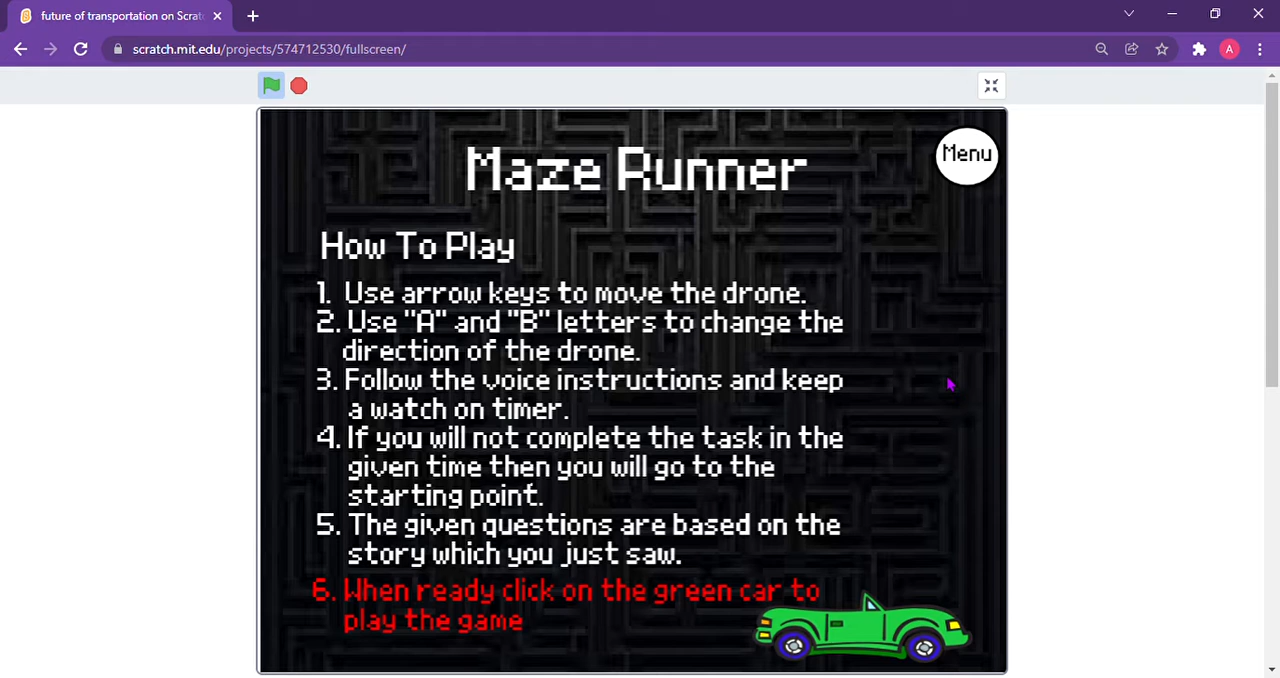 future of transportation on Scratc
scratch.mit.edu/projects/574712530/fullscreen/
A
Maze Runner
Menu
How To Play
1. Use arrow keys to move the drone.
2. Use "A" and "B" letters to change the
direction of the drone.
3. Follow the voice instructions and keep
a watch on timer.
4. If you will not complete the task in the
given time then you will go to the
starting point.
5. The given questions are based on the
story which you just saw.
6. When ready click on the green car to
play the game